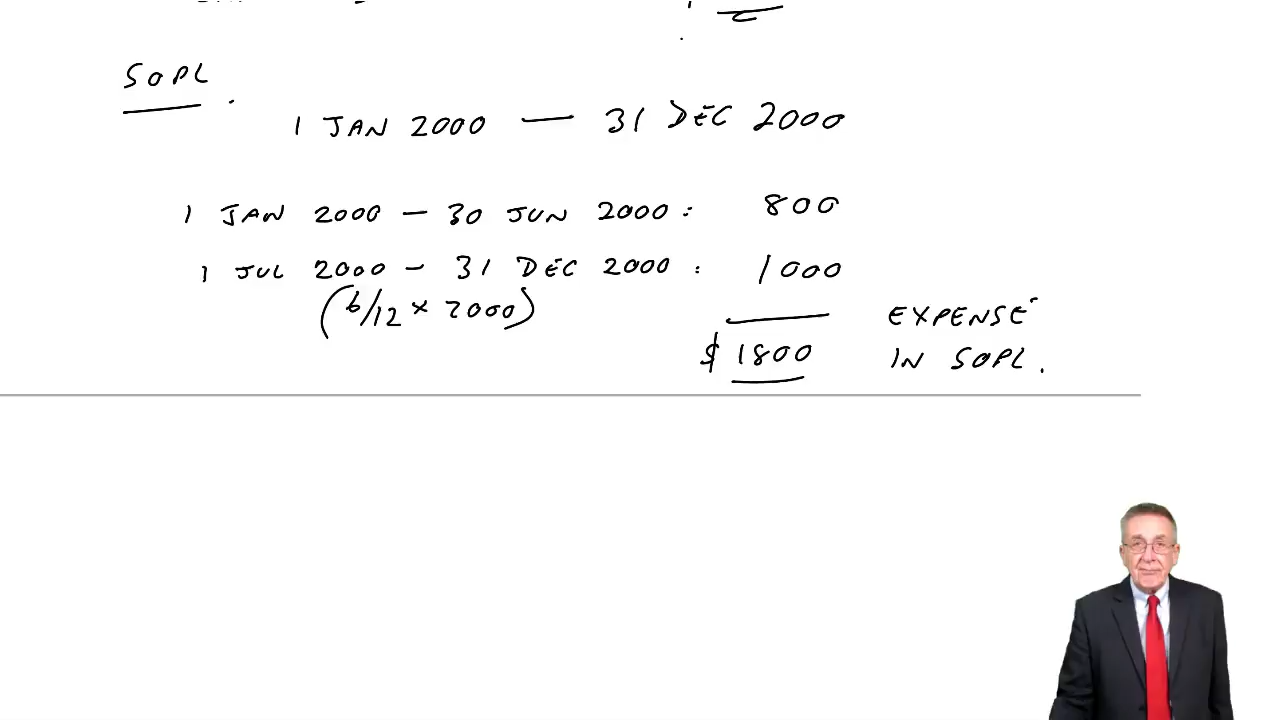 SOPL
1 JAN 2000 — 31 DEC 2000
1 JAN 2000 — 30 JUN 2000 : 800
1 JUL 2000 — 31 DEC 2000 : 1000
(6/12 × 2000)
EXPENSE
$ 1800 IN SOPL.